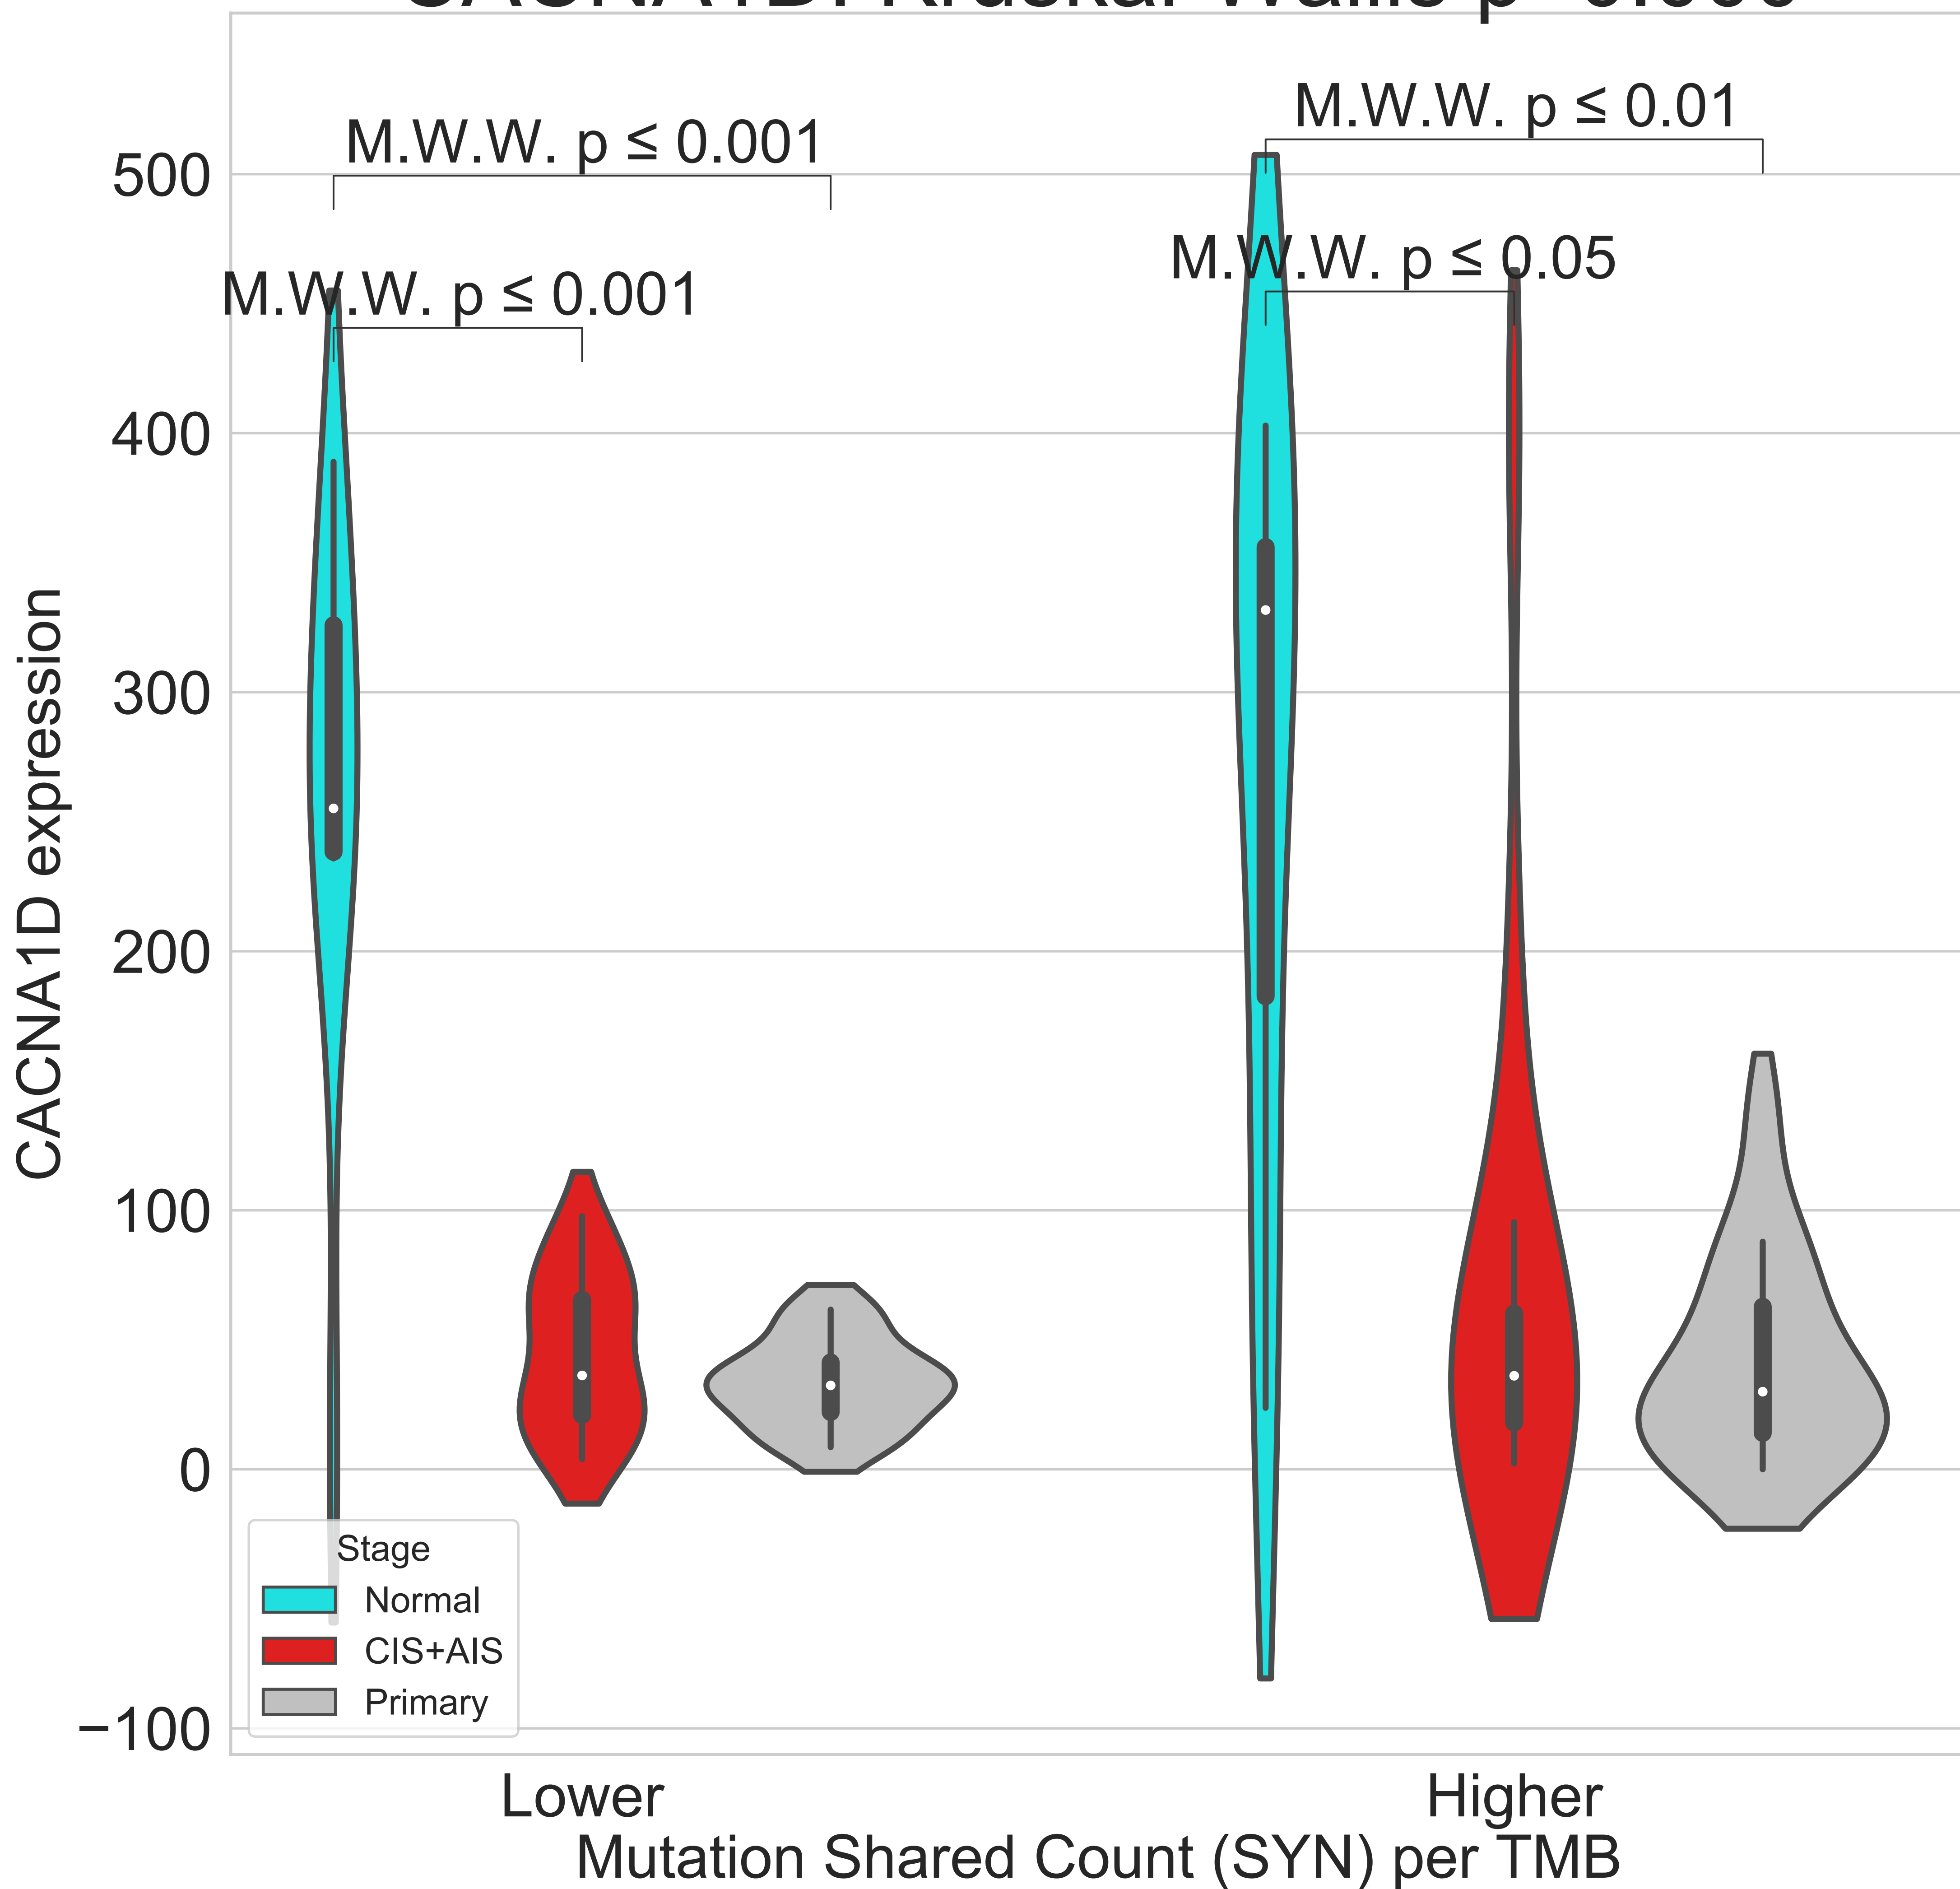 M.W.W. p ≤ 0.01
M.W.W. p ≤ 0.001
M.W.W. p ≤ 0.05
M.W.W. p ≤ 0.001
500
400
300
200
100
0
−100
CACNA1D expression
Stage
Normal
CIS+AIS
Primary
Lower
Higher
Mutation Shared Count (SYN) per TMB